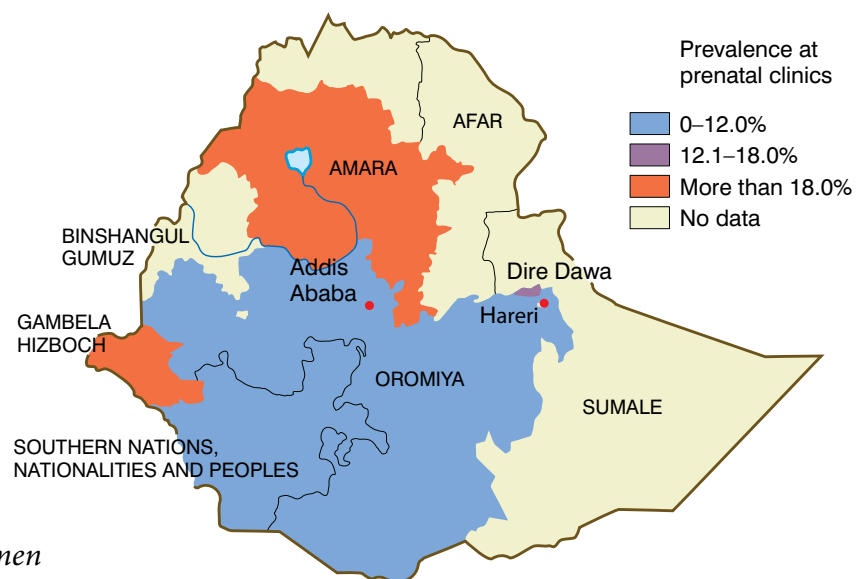 Prevalence at
prenatal clinics
0–12.0%
12.1–18.0%
More than 18.0%
No data
AFAR
AMARA
BINSHANGUL
GUMUZ
Addis
Ababa
Dire Dawa
Hareri
GAMBELA
HIZBOCH
OROMIYA
SUMALE
SOUTHERN NATIONS,
NATIONALITIES AND PEOPLES